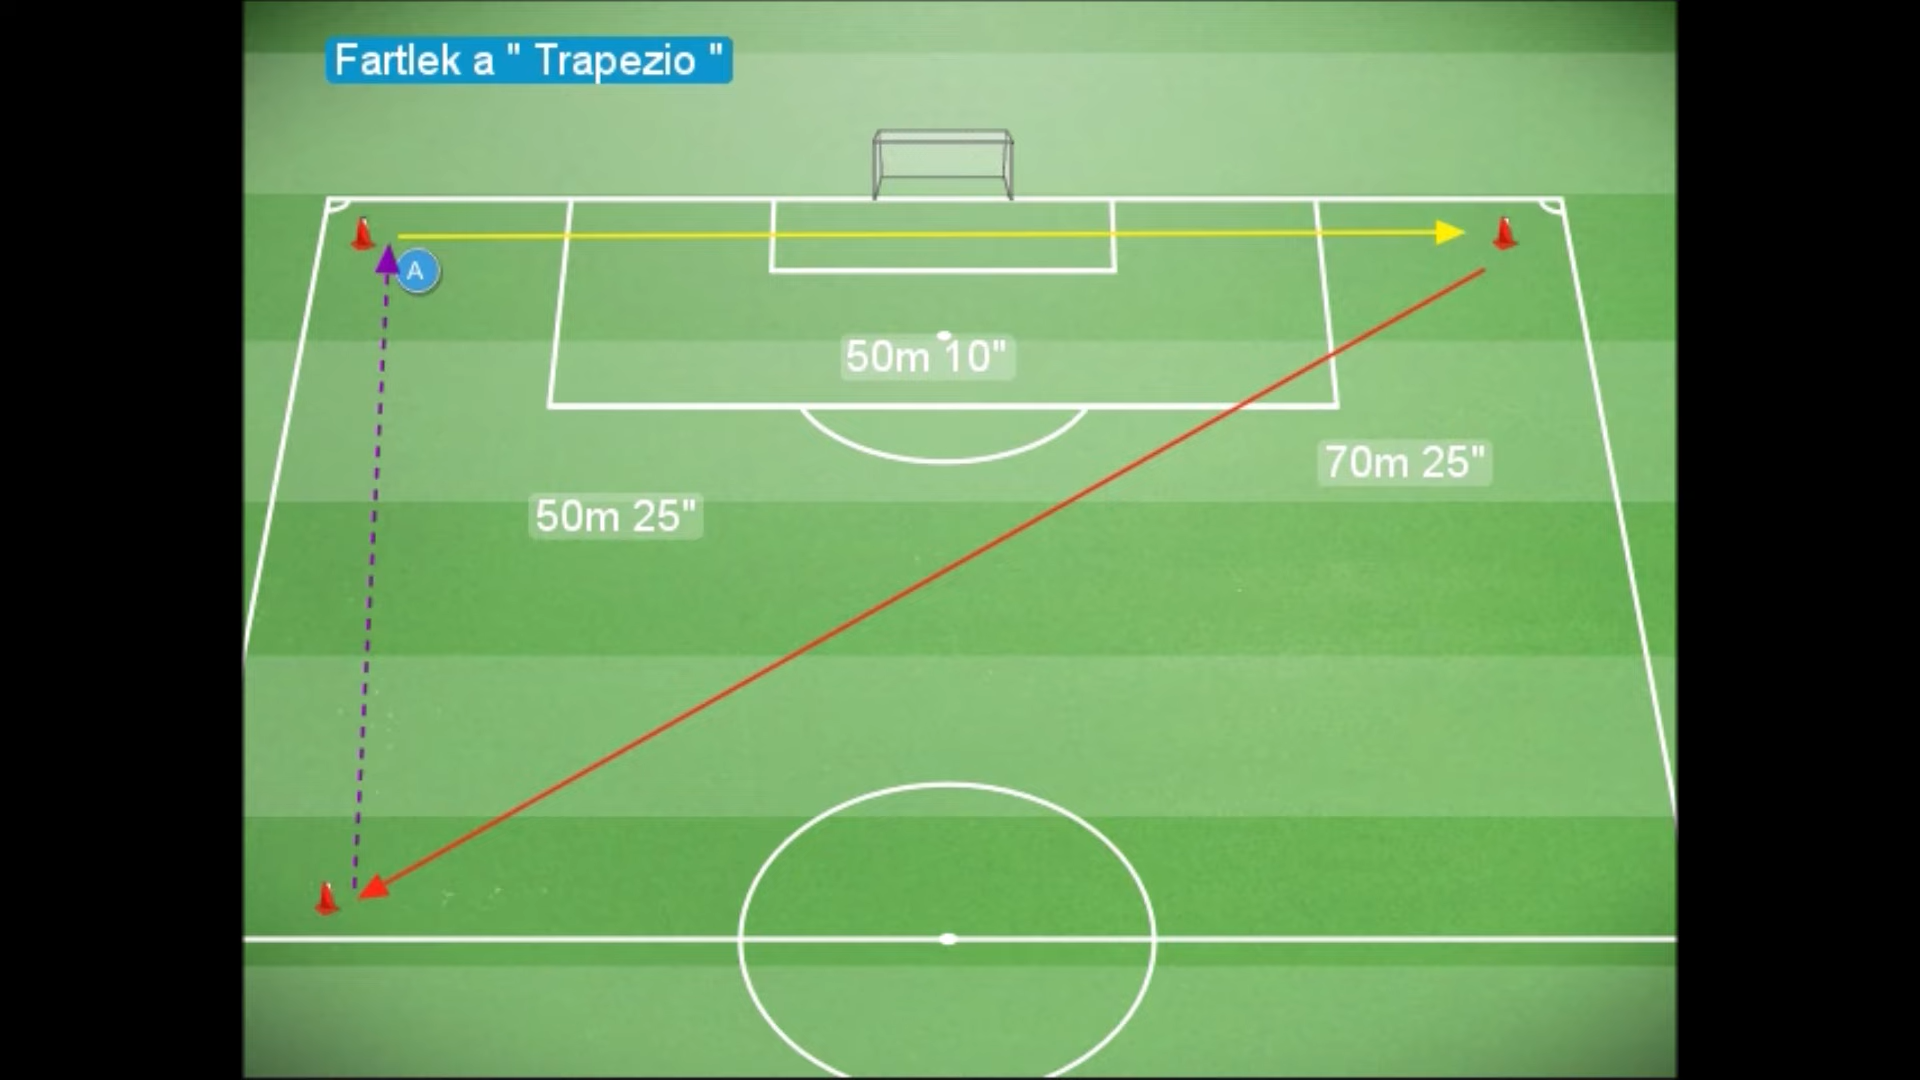 Fartlek a " Trapezio "
A
50m 10"
70m 25"
50m 25"